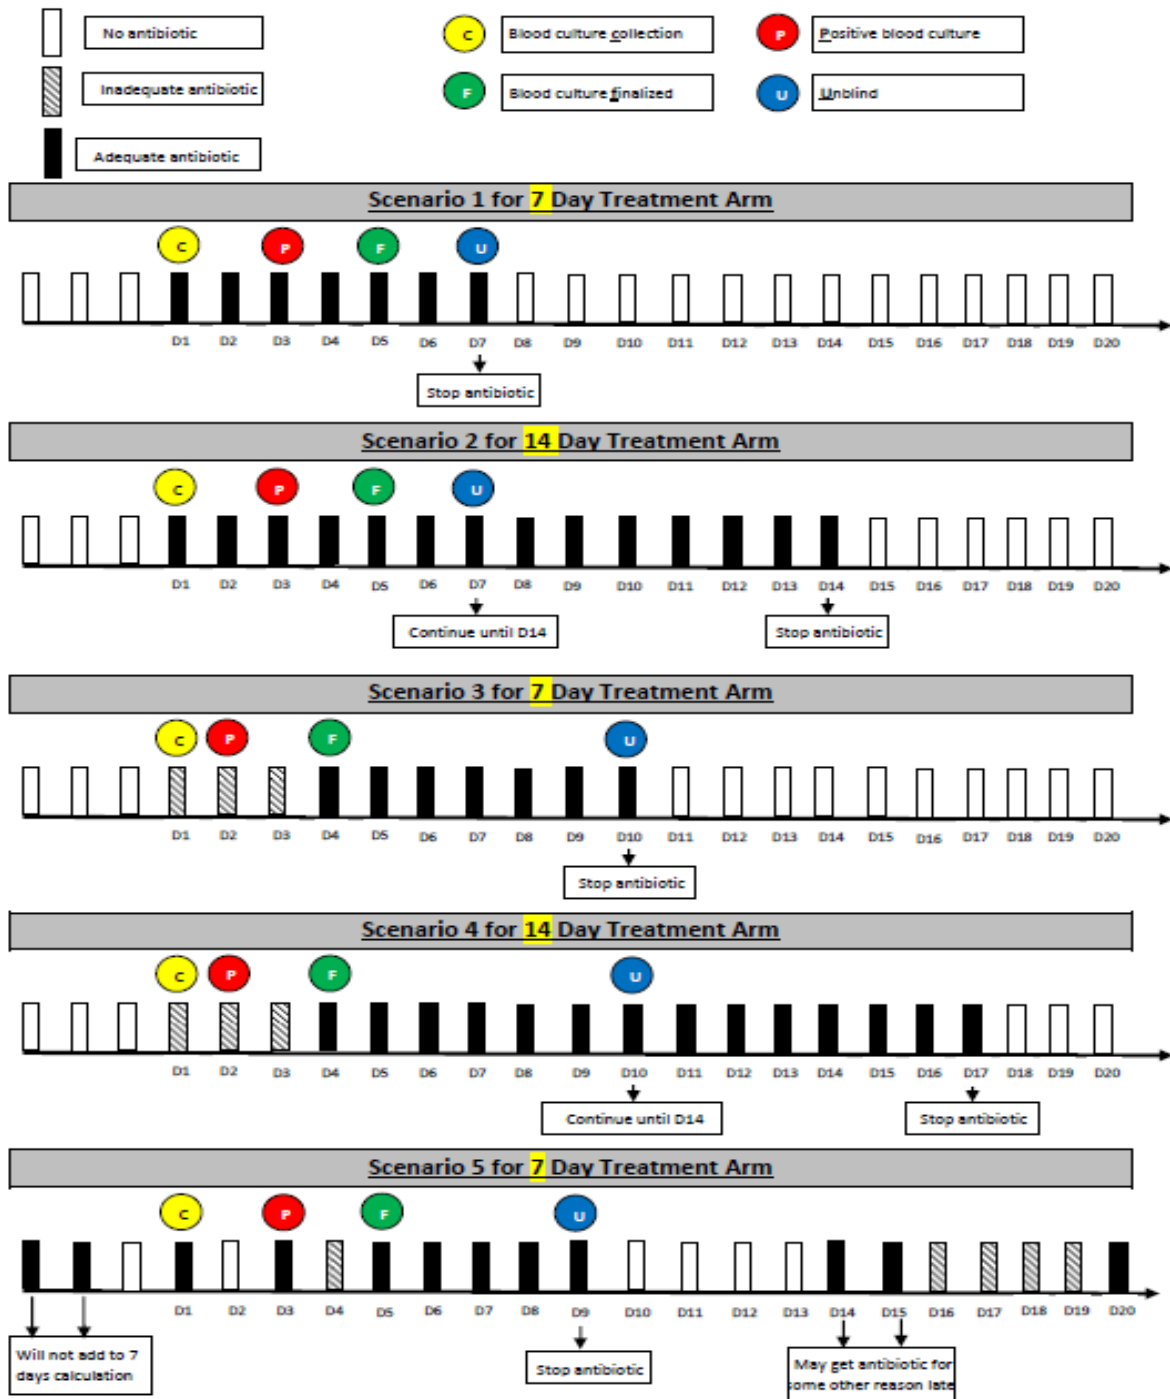 No antibiotic
C Blood culture collection
P Positive blood culture
Inadequate antibiotic
F Blood culture finalized
U Unblind
Adequate antibiotic
Scenario 1 for 7 Day Treatment Arm
C P F U
D1 D2 D3 D4 D5 D6 D7 D8 D9 D10 D11 D12 D13 D14 D15 D16 D17 D18 D19 D20
Stop antibiotic
Scenario 2 for 14 Day Treatment Arm
C P F U
D1 D2 D3 D4 D5 D6 D7 D8 D9 D10 D11 D12 D13 D14 D15 D16 D17 D18 D19 D20
Continue until D14
Stop antibiotic
Scenario 3 for 7 Day Treatment Arm
C P F U
D1 D2 D3 D4 D5 D6 D7 D8 D9 D10 D11 D12 D13 D14 D15 D16 D17 D18 D19 D20
Stop antibiotic
Scenario 4 for 14 Day Treatment Arm
C P F U
D1 D2 D3 D4 D5 D6 D7 D8 D9 D10 D11 D12 D13 D14 D15 D16 D17 D18 D19 D20
Continue until D14
Stop antibiotic
Scenario 5 for 7 Day Treatment Arm
C P F U
D1 D2 D3 D4 D5 D6 D7 D8 D9 D10 D11 D12 D13 D14 D15 D16 D17 D18 D19 D20
Will not add to 7
days calculation
Stop antibiotic
May get antibiotic for
some other reason late